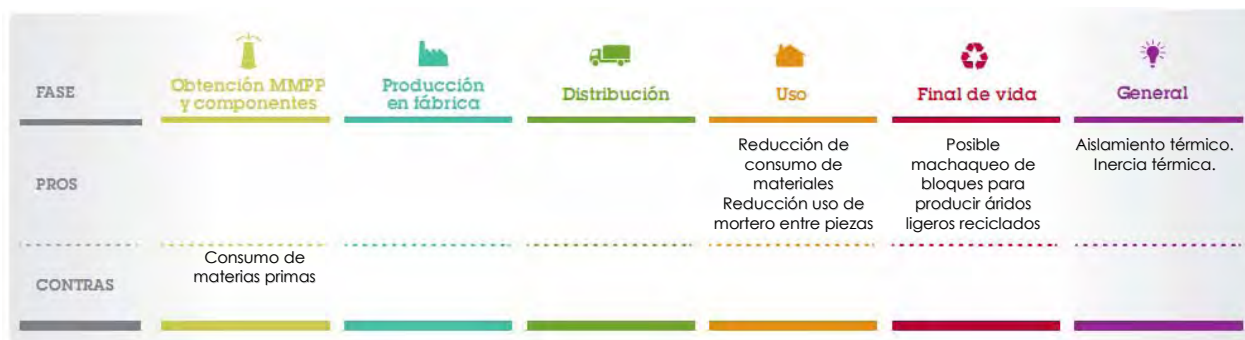 FASE
Obtención MMPP
y componentes
Producción
en fábrica
Distribución
Uso
Final de vida
General
PROS
Reducción de
consumo de
materiales
Reducción uso de
mortero entre piezas
Posible
machaqueo de
bloques para
producir áridos
ligeros reciclados
Aislamiento térmico.
Inercia térmica.
CONTRAS
Consumo de
materias primas